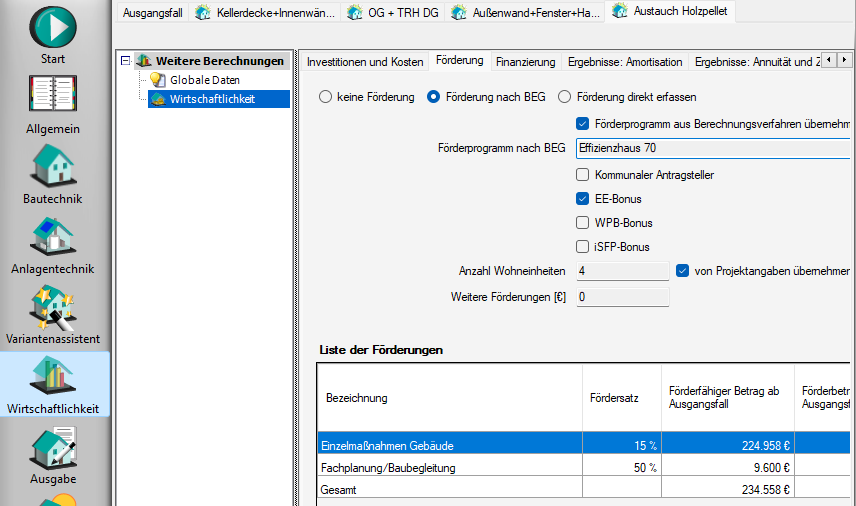 Ausgangsfall
Kellerdecke+Innenwän...
OG + TRH DG
Außenwand+Fenster+Ha...
Austauch Holzpellet
Start
Allgemein
Bautechnik
Anlagentechnik
Variantenassistent
Wirtschaftlichkeit
Ausgabe
Weitere Berechnungen
Globale Daten
Wirtschaftlichkeit
Investitionen und Kosten
Förderung
Finanzierung
Ergebnisse: Amortisation
Ergebnisse: Annuität und Z
keine Förderung
Förderung nach BEG
Förderung direkt erfassen
Förderprogramm aus Berechnungsverfahren übernehm
Förderprogramm nach BEG
Effizienzhaus 70
Kommunaler Antragsteller
EE-Bonus
WPB-Bonus
iSFP-Bonus
Anzahl Wohneinheiten
4
von Projektangaben übernehmen
Weitere Förderungen [€]
0
Liste der Förderungen
Bezeichnung
Fördersatz
Förderfähiger Betrag ab
Ausgangsfall
Förderbetr
Ausgangsf
Einzelmaßnahmen Gebäude 15 % 224.958 €
Fachplanung/Baubegleitung 50 % 9.600 €
Gesamt 234.558 €